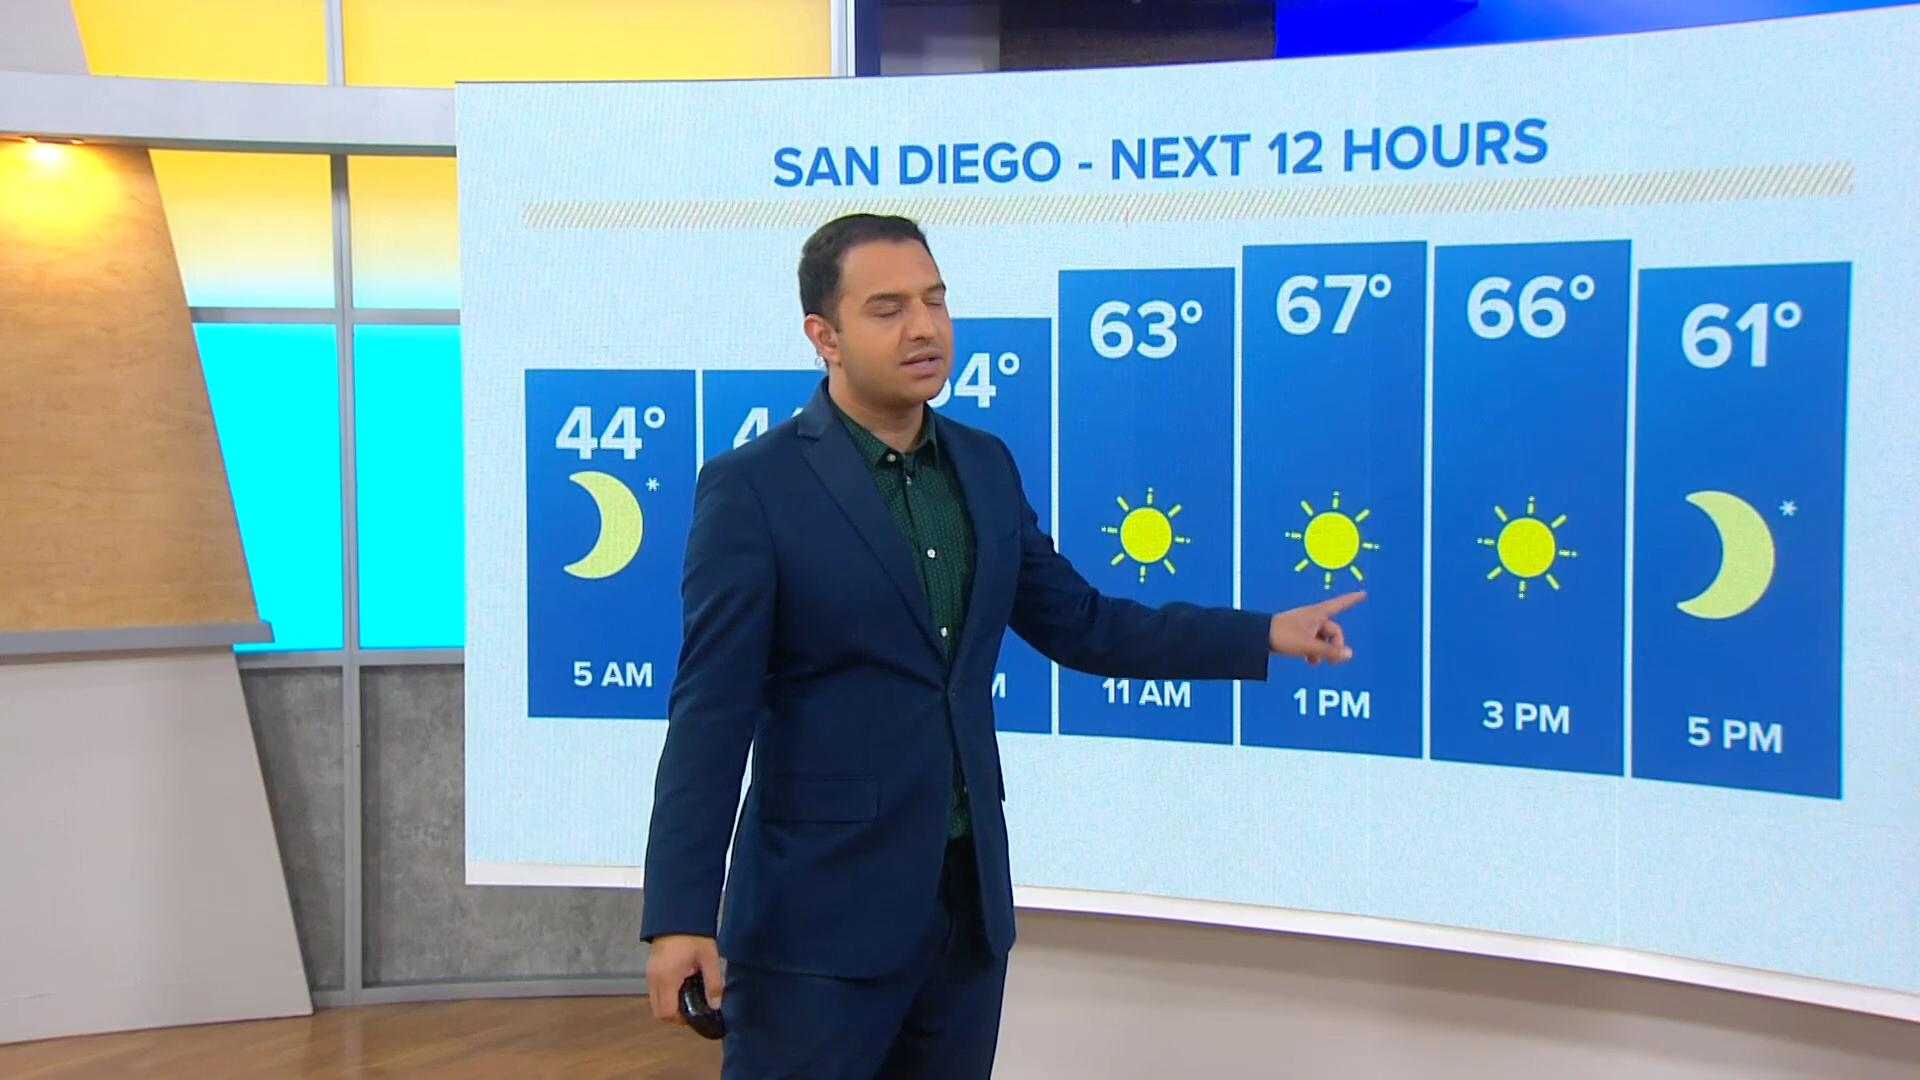 SAN DIEGO - NEXT 12 HOURS
44° 63° 67° 66° 61°
5 AM 11 AM 1 PM 3 PM 5 PM